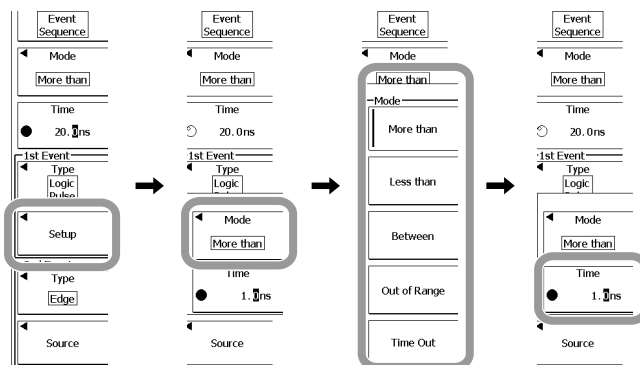 Event
Sequence
Mode
More than
Time
20.0ns
1st Event
Type
Logic
Pulse
Setup
Type
Edge
Source
Event
Sequence
Mode
More than
Time
20.0ns
1st Event
Type
Logic
Mode
More than
Time
1.0ns
Source
Event
Sequence
Mode
More than
Mode
More than
Less than
Between
Out of Range
Time Out
Event
Sequence
Mode
More than
Time
20.0ns
1st Event
Type
Logic
Mode
More than
Time
1.0ns
Source